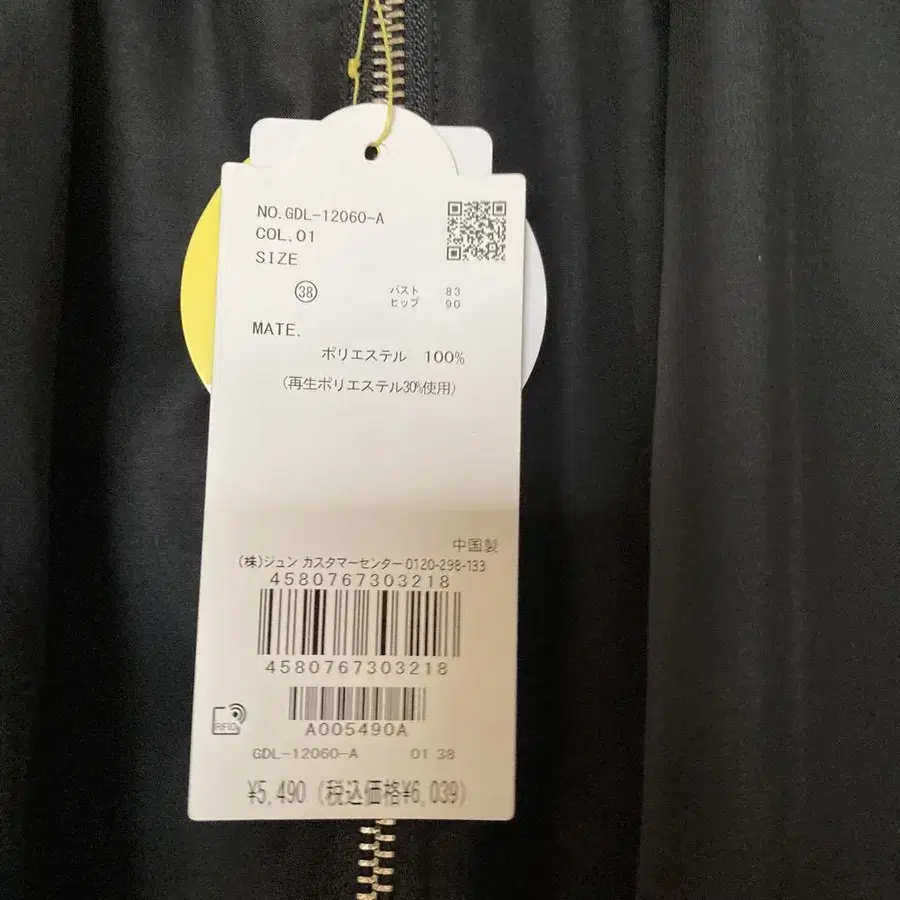 NO.GDL-12060-A
COL.01
SIZE
38 バスト 83
ヒップ 90
MATE.
ポリエステル 100%
(再生ポリエステル30%使用)
中国製
(株)ジュン カスタマーセンター 0120-298-133
4580767303218
4580767303218
RFID
A005490A
GDL-12060-A 01 38
¥5,490 (税込価格¥6,039)